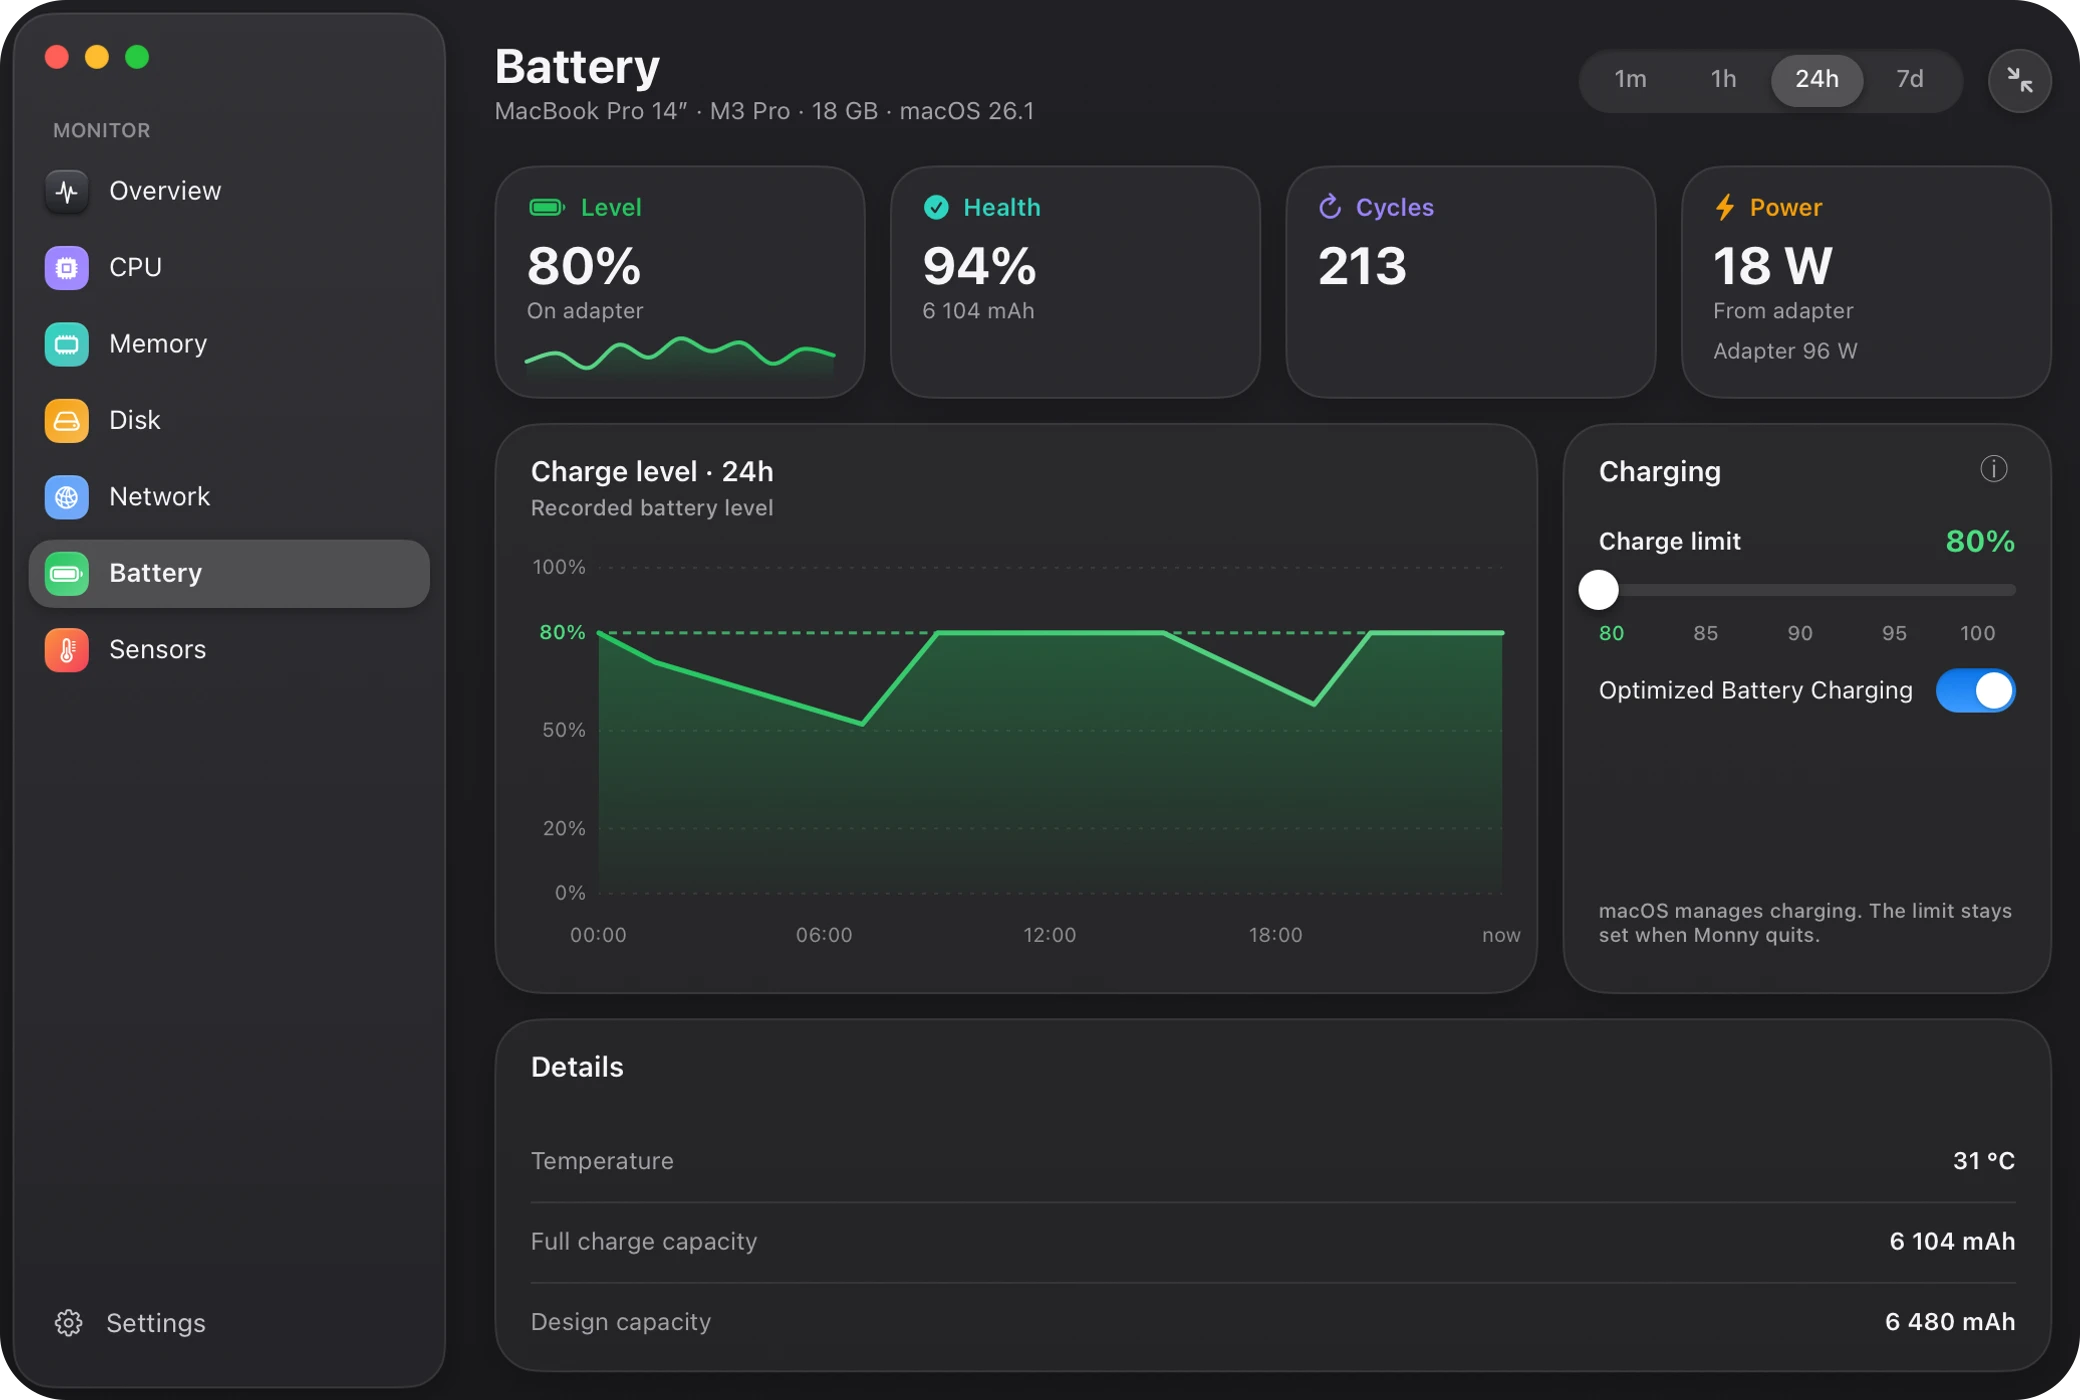 MONITOR
Overview
CPU
Memory
Disk
Network
Battery
Sensors
Settings
Battery
MacBook Pro 14″ · M3 Pro · 18 GB · macOS 26.1
1m 1h 24h 7d
Level
80%
On adapter
Health
94%
6 104 mAh
Cycles
213
Power
18 W
From adapter
Adapter 96 W
Charge level · 24h
Recorded battery level
100%
80%
50%
20%
0%
00:00 06:00 12:00 18:00 now
Charging
Charge limit 80%
80 85 90 95 100
Optimized Battery Charging
macOS manages charging. The limit stays
set when Monny quits.
Details
Temperature 31 °C
Full charge capacity 6 104 mAh
Design capacity 6 480 mAh